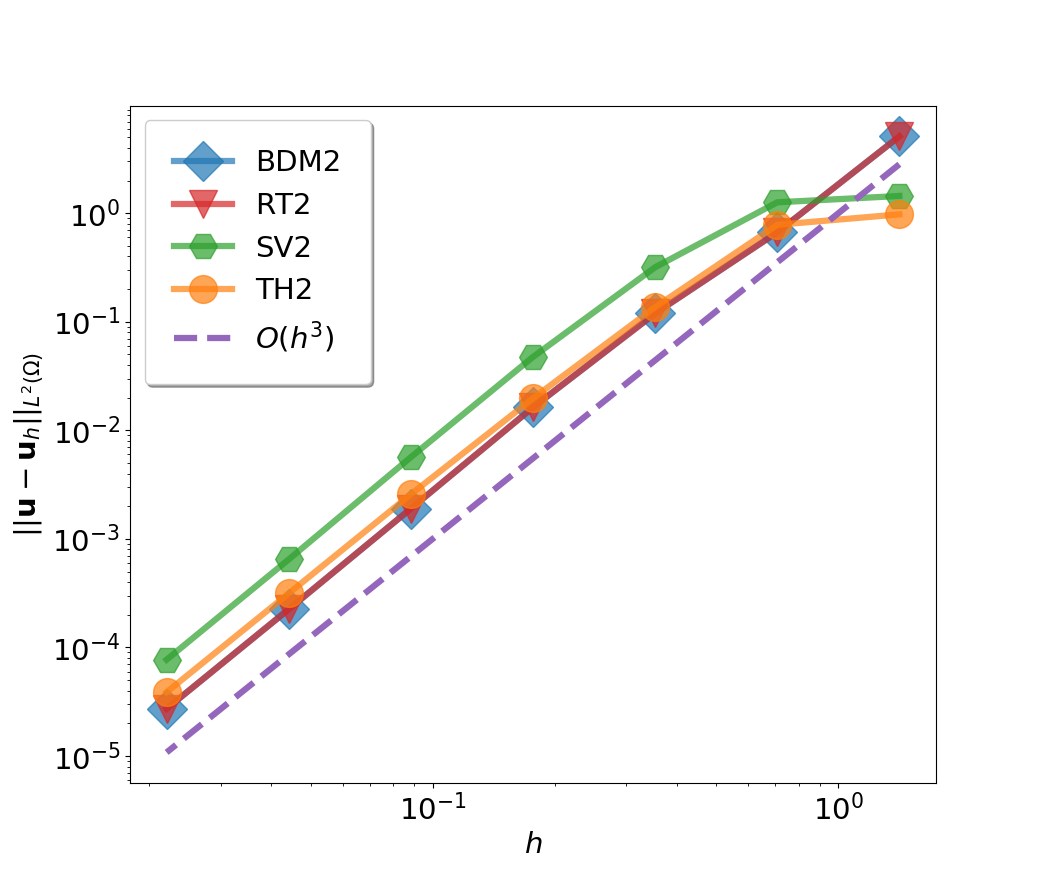 BDM2
RT2
SV2
TH2
O(h³)
10⁰
10⁻¹
10⁻²
10⁻³
10⁻⁴
10⁻⁵
||u − uₕ||_{L²(Ω)}
10⁻¹
10⁰
h